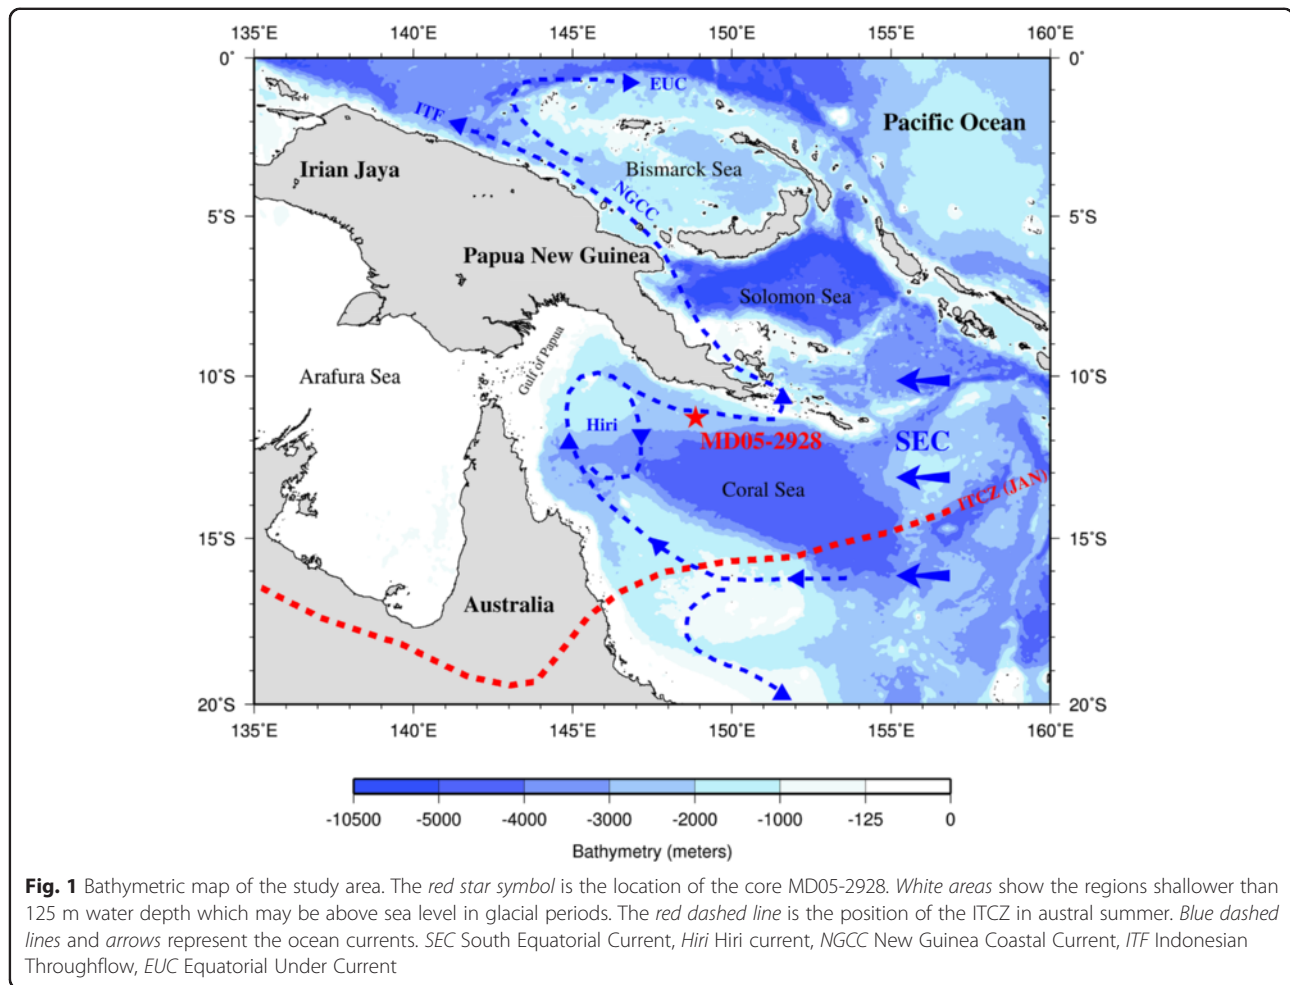 135˚E 140˚E 145˚E 150˚E 155˚E 160˚E
0˚ 0˚
EUC
ITF
Pacific Ocean
Irian Jaya
Bismarck Sea
NGCC
5˚S 5˚S
Papua New Guinea
Solomon Sea
Gulf of Papua
Arafura Sea
10˚S 10˚S
Hiri
MD05-2928
SEC
Coral Sea
ITCZ (JAN)
15˚S 15˚S
Australia
20˚S 20˚S
135˚E 140˚E 145˚E 150˚E 155˚E 160˚E
-10500 -5000 -4000 -3000 -2000 -1000 -125 0
Bathymetry (meters)
Fig. 1 Bathymetric map of the study area. The red star symbol is the location of the core MD05-2928. White areas show the regions shallower than
125 m water depth which may be above sea level in glacial periods. The red dashed line is the position of the ITCZ in austral summer. Blue dashed
lines and arrows represent the ocean currents. SEC South Equatorial Current, Hiri Hiri current, NGCC New Guinea Coastal Current, ITF Indonesian
Throughflow, EUC Equatorial Under Current